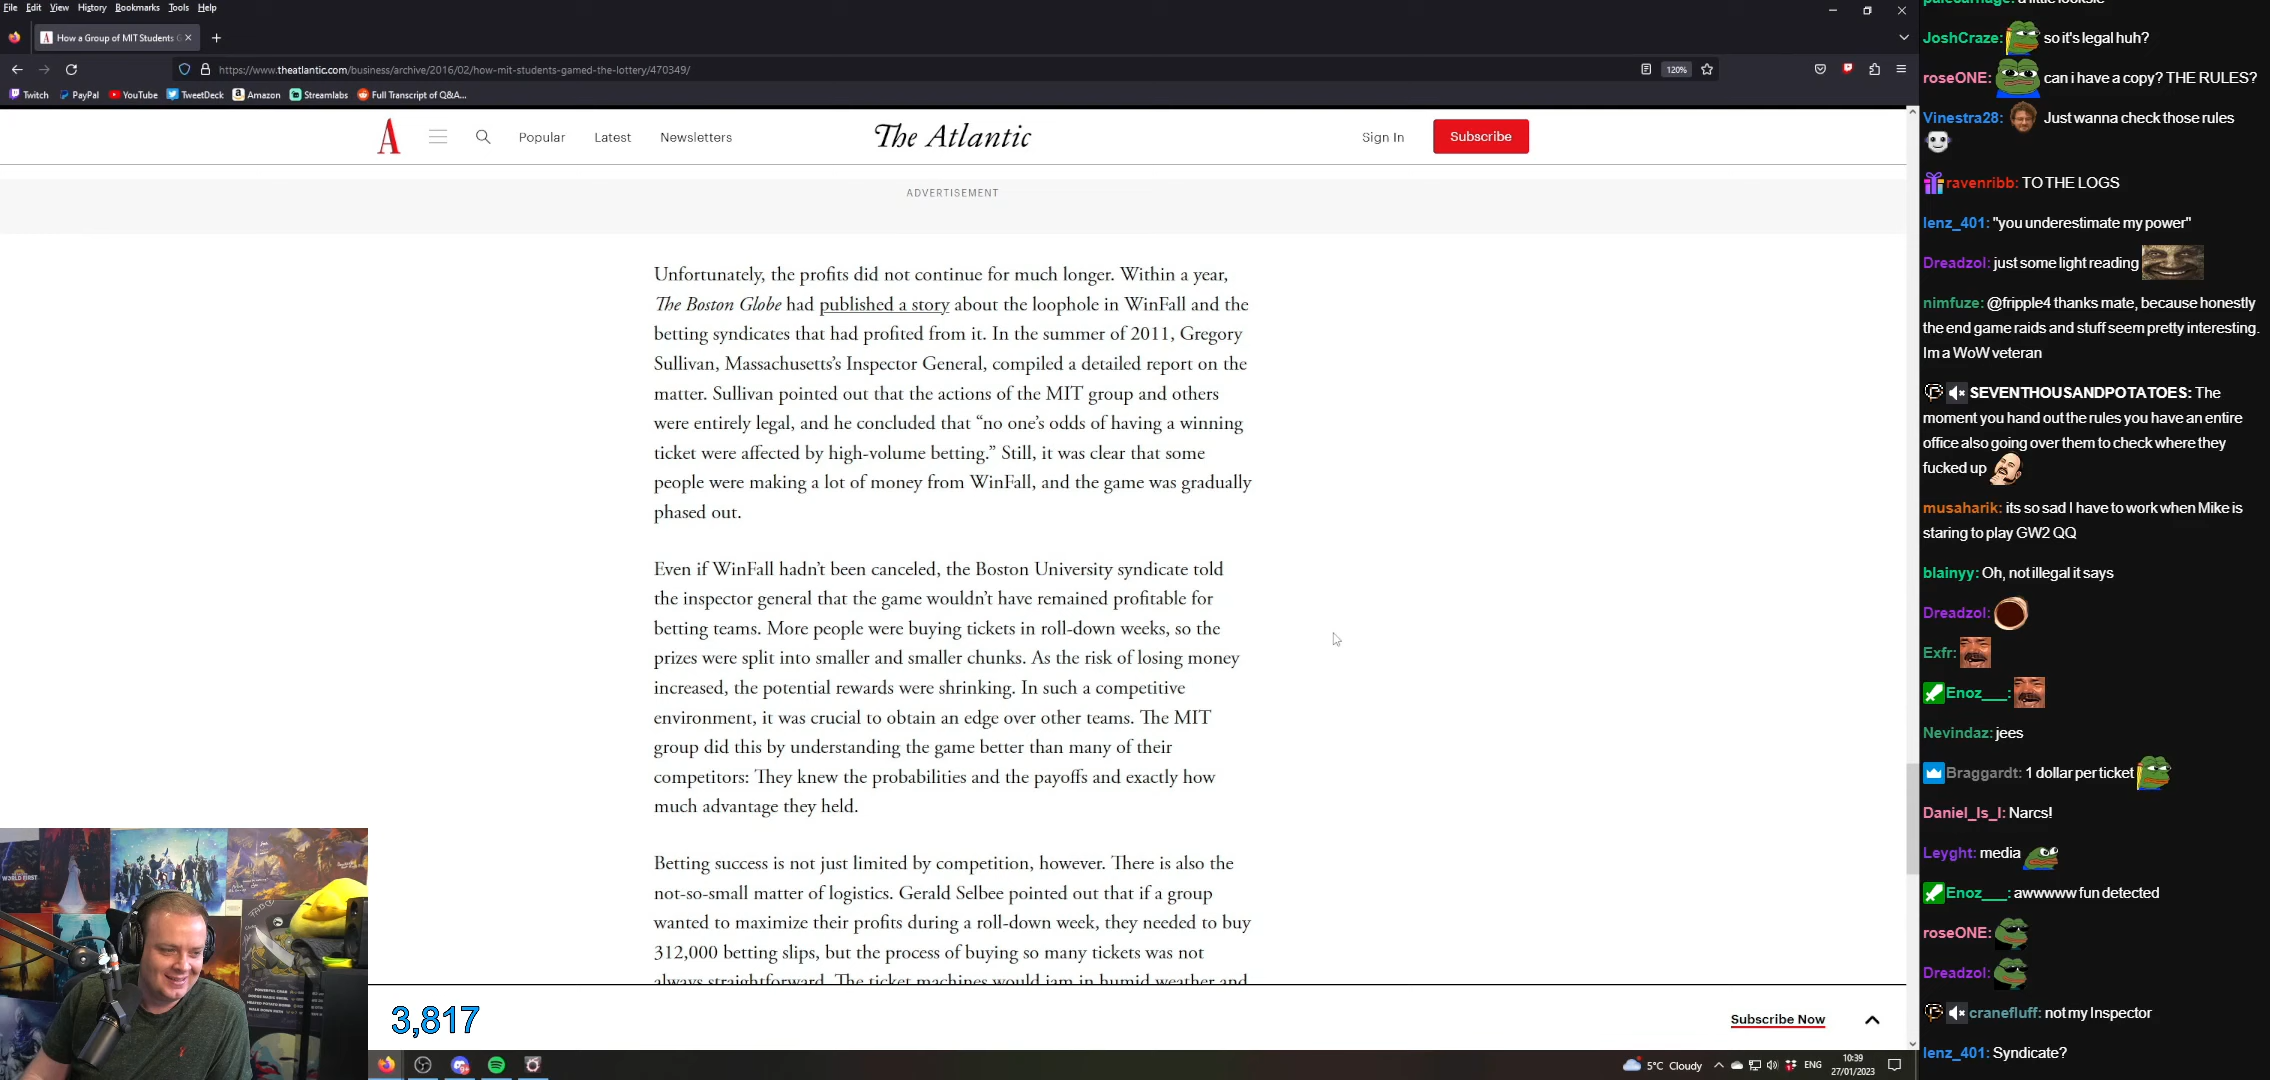 File Edit View History Bookmarks Tools Help
How a Group of MIT Students G
https://www.theatlantic.com/business/archive/2016/02/how-mit-students-gamed-the-lottery/470349/
120%
Twitch PayPal YouTube TweetDeck Amazon Streamlabs Full Transcript of Q&A...
Popular Latest Newsletters
The Atlantic
Sign In Subscribe
ADVERTISEMENT
Unfortunately, the profits did not continue for much longer. Within a year,
The Boston Globe had published a story about the loophole in WinFall and the
betting syndicates that had profited from it. In the summer of 2011, Gregory
Sullivan, Massachusetts’s Inspector General, compiled a detailed report on the
matter. Sullivan pointed out that the actions of the MIT group and others
were entirely legal, and he concluded that “no one’s odds of having a winning
ticket were affected by high-volume betting.” Still, it was clear that some
people were making a lot of money from WinFall, and the game was gradually
phased out.
Even if WinFall hadn’t been canceled, the Boston University syndicate told
the inspector general that the game wouldn’t have remained profitable for
betting teams. More people were buying tickets in roll-down weeks, so the
prizes were split into smaller and smaller chunks. As the risk of losing money
increased, the potential rewards were shrinking. In such a competitive
environment, it was crucial to obtain an edge over other teams. The MIT
group did this by understanding the game better than many of their
competitors: They knew the probabilities and the payoffs and exactly how
much advantage they held.
Betting success is not just limited by competition, however. There is also the
not-so-small matter of logistics. Gerald Selbee pointed out that if a group
wanted to maximize their profits during a roll-down week, they needed to buy
312,000 betting slips, but the process of buying so many tickets was not
always straightforward. The ticket machines would jam in humid weather and
3,817
Subscribe Now
5°C Cloudy
ENG
10:39
27/01/2023
WORLD FIRST
JoshCraze: so it's legal huh?
roseONE: can i have a copy? THE RULES?
Vinestra28: Just wanna check those rules
ravenribb: TO THE LOGS
lenz_401: "you underestimate my power"
Dreadzol: just some light reading
nimfuze: @fripple4 thanks mate, because honestly
the end game raids and stuff seem pretty interesting.
Im a WoW veteran
SEVENTHOUSANDPOTATOES: The
moment you hand out the rules you have an entire
office also going over them to check where they
fucked up
musaharik: its so sad I have to work when Mike is
staring to play GW2 QQ
blainyy: Oh, not illegal it says
Dreadzol:
Exfr:
Enoz___:
Nevindaz: jees
Braggardt: 1 dollar per ticket
Daniel_Is_I: Narcs!
Leyght: media
Enoz___: awwwww fun detected
roseONE:
Dreadzol:
cranefluff: not my Inspector
lenz_401: Syndicate?